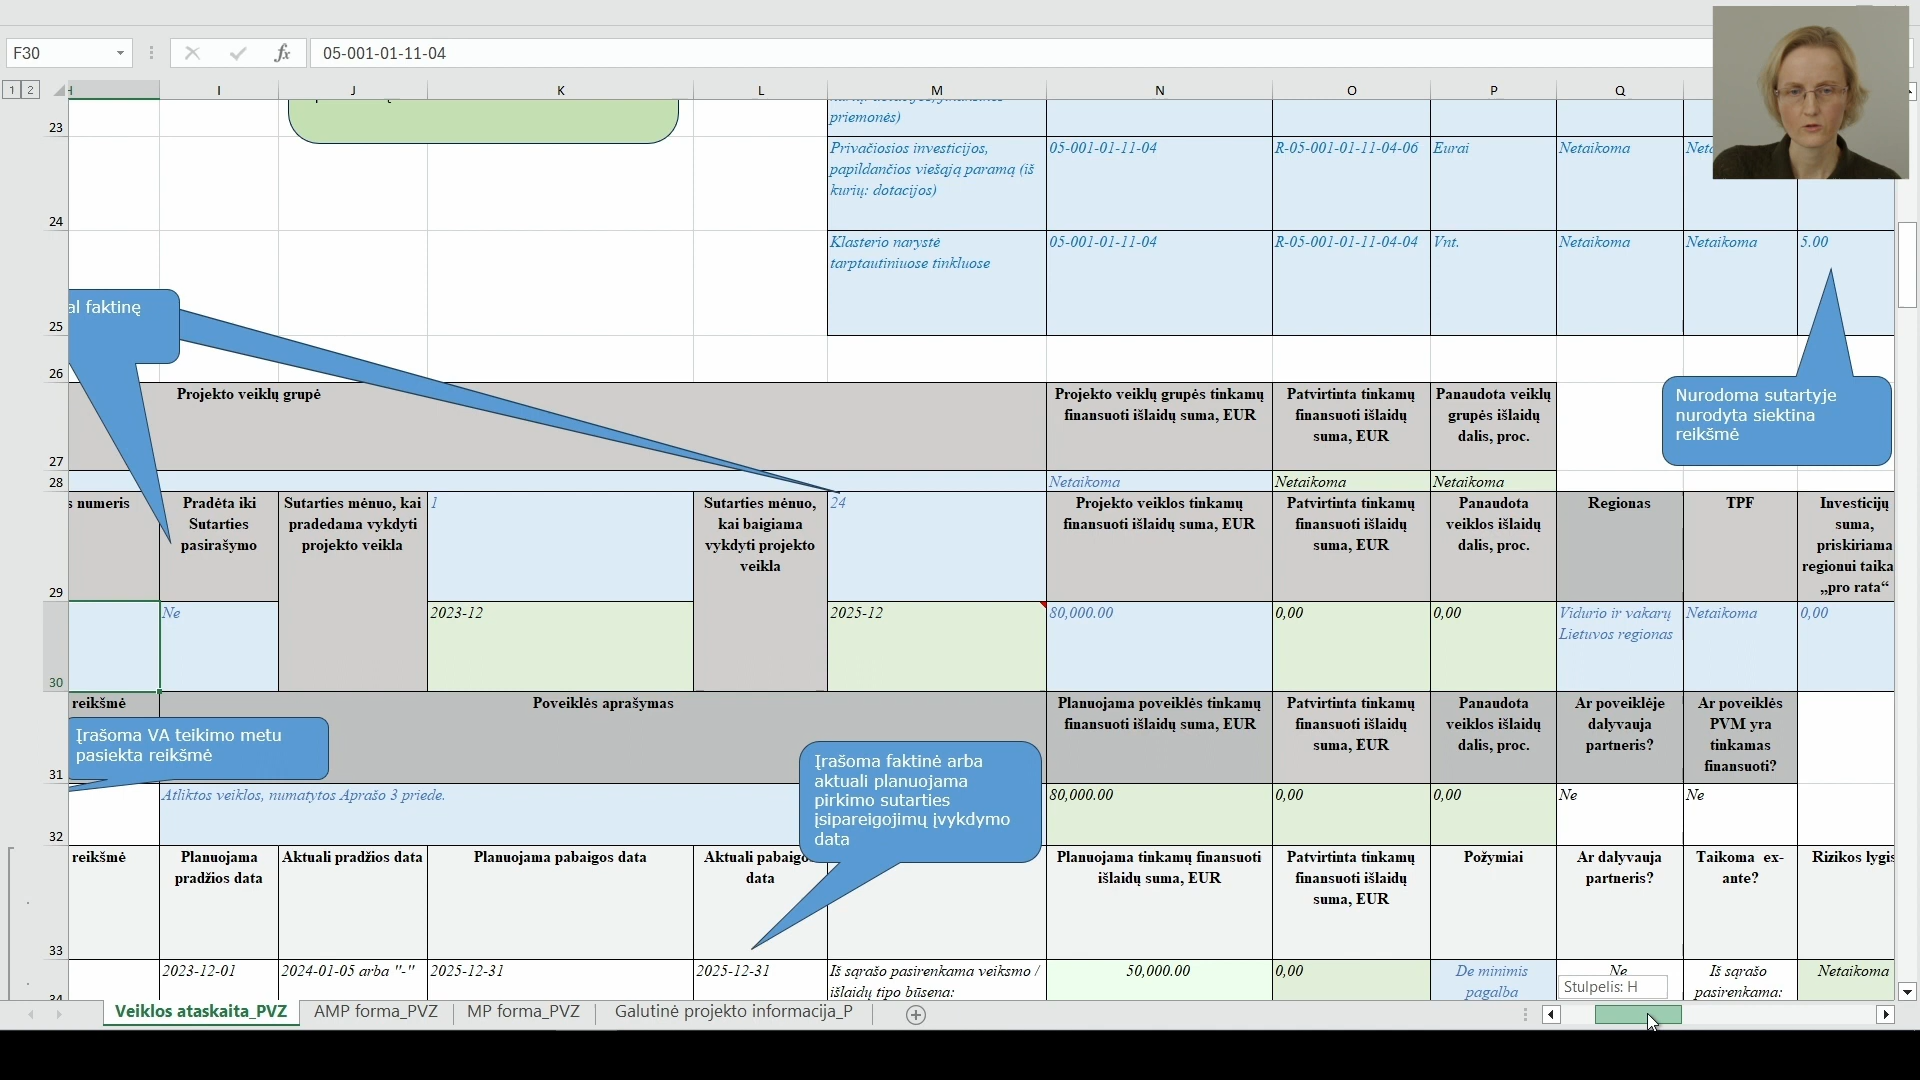 F30
fx
05-001-01-11-04
1 2
H I J K L M N O P Q
23
priemonės)
24
Privačiosios investicijos,
papildančios viešąją paramą (iš
kurių: dotacijos)
05-001-01-11-04
R-05-001-01-11-04-06
Eurai
Netaikoma
25
Klasterio narystė
tarptautiniuose tinkluose
05-001-01-11-04
R-05-001-01-11-04-04
Vnt.
Netaikoma
Netaikoma
5.00
al faktinę
Nurodoma sutartyje
nurodyta siektina
reikšmė
26
27
Projekto veiklų grupė
Projekto veiklų grupės tinkamų
finansuoti išlaidų suma, EUR
Patvirtinta tinkamų
finansuoti išlaidų
suma, EUR
Panaudota veiklų
grupės išlaidų
dalis, proc.
28
Netaikoma
Netaikoma
Netaikoma
29
s numeris
Pradėta iki
Sutarties
pasirašymo
Sutarties mėnuo, kai
pradedama vykdyti
projekto veikla
1
Sutarties mėnuo,
kai baigiama
vykdyti projekto
veikla
24
Projekto veiklos tinkamų
finansuoti išlaidų suma, EUR
Patvirtinta tinkamų
finansuoti išlaidų
suma, EUR
Panaudota
veiklos išlaidų
dalis, proc.
Regionas
TPF
Investicijų
suma,
priskiriama
regionui taika
„pro rata“
30
Ne
2023-12
2025-12
80,000.00
0,00
0,00
Vidurio ir vakarų
Lietuvos regionas
Netaikoma
0,00
31
reikšmė
Poveiklės aprašymas
Planuojama poveiklės tinkamų
finansuoti išlaidų suma, EUR
Patvirtinta tinkamų
finansuoti išlaidų
suma, EUR
Panaudota
veiklos išlaidų
dalis, proc.
Ar poveiklėje
dalyvauja
partneris?
Ar poveiklės
PVM yra
tinkamas
finansuoti?
Įrašoma VA teikimo metu
pasiekta reikšmė
Įrašoma faktinė arba
aktuali planuojama
pirkimo sutarties
įsipareigojimų įvykdymo
data
32
Atliktos veiklos, numatytos Aprašo 3 priede.
80,000.00
0,00
0,00
Ne
Ne
33
reikšmė
Planuojama
pradžios data
Aktuali pradžios data
Planuojama pabaigos data
Aktuali pabaigo
data
Planuojama tinkamų finansuoti
išlaidų suma, EUR
Patvirtinta tinkamų
finansuoti išlaidų
suma, EUR
Požymiai
Ar dalyvauja
partneris?
Taikoma ex-
ante?
Rizikos lygis
34
2023-12-01
2024-01-05 arba "-"
2025-12-31
2025-12-31
Iš sąrašo pasirenkama veiksmo /
išlaidų tipo būsena:
50,000.00
0,00
De minimis
pagalba
Ne
Iš sąrašo
pasirenkama:
Netaikoma
Stulpelis: H
Veiklos ataskaita_PVZ
AMP forma_PVZ
MP forma_PVZ
Galutinė projekto informacija_P